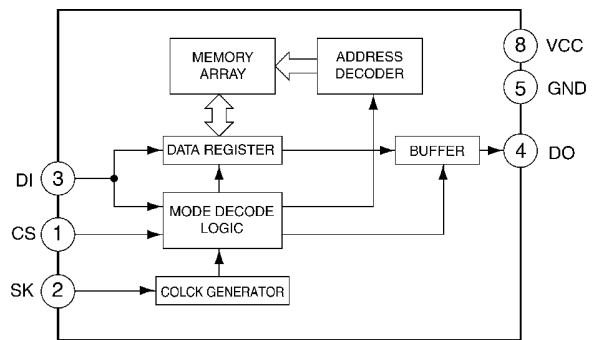 MEMORY
ARRAY
ADDRESS
DECODER
8 VCC
5 GND
DATA REGISTER
BUFFER
4 DO
DI 3
MODE DECODE
LOGIC
CS 1
SK 2
COLCK GENERATOR